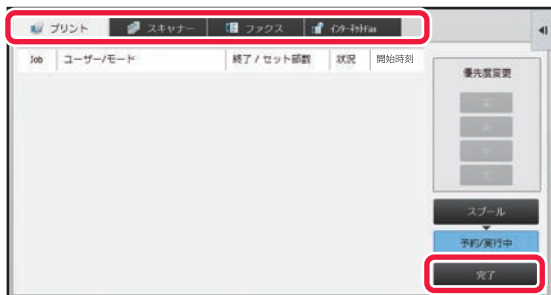 プリント スキャナー ファクス インターネットFax
Job ユーザー/モード 終了 / セット部数 状況 開始時刻
優先度変更
スプール
予約/実行中
完了